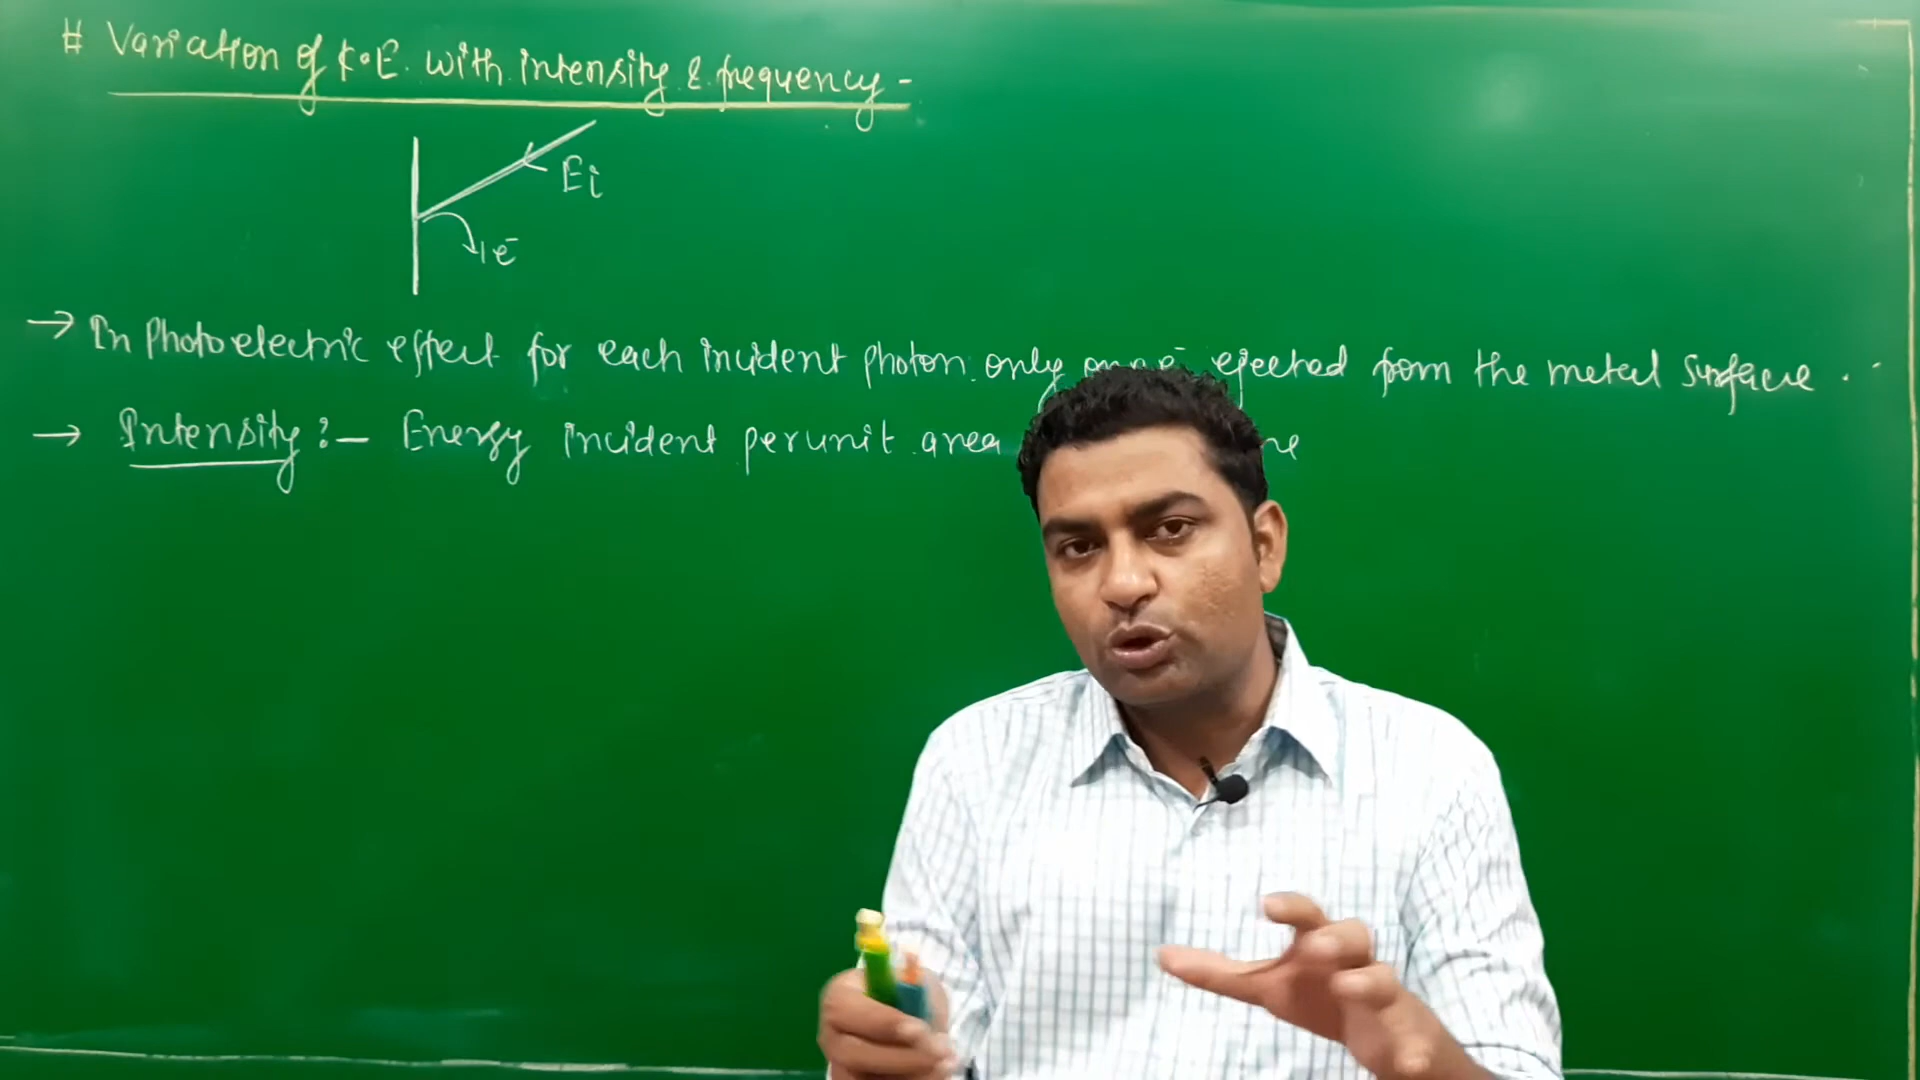 # Variation of K.E. with intensity & frequency -
Ei
e-
→ In Photoelectric effect for each incident photon only ejected from the metal surface.
→ Intensity :- Energy incident per unit area